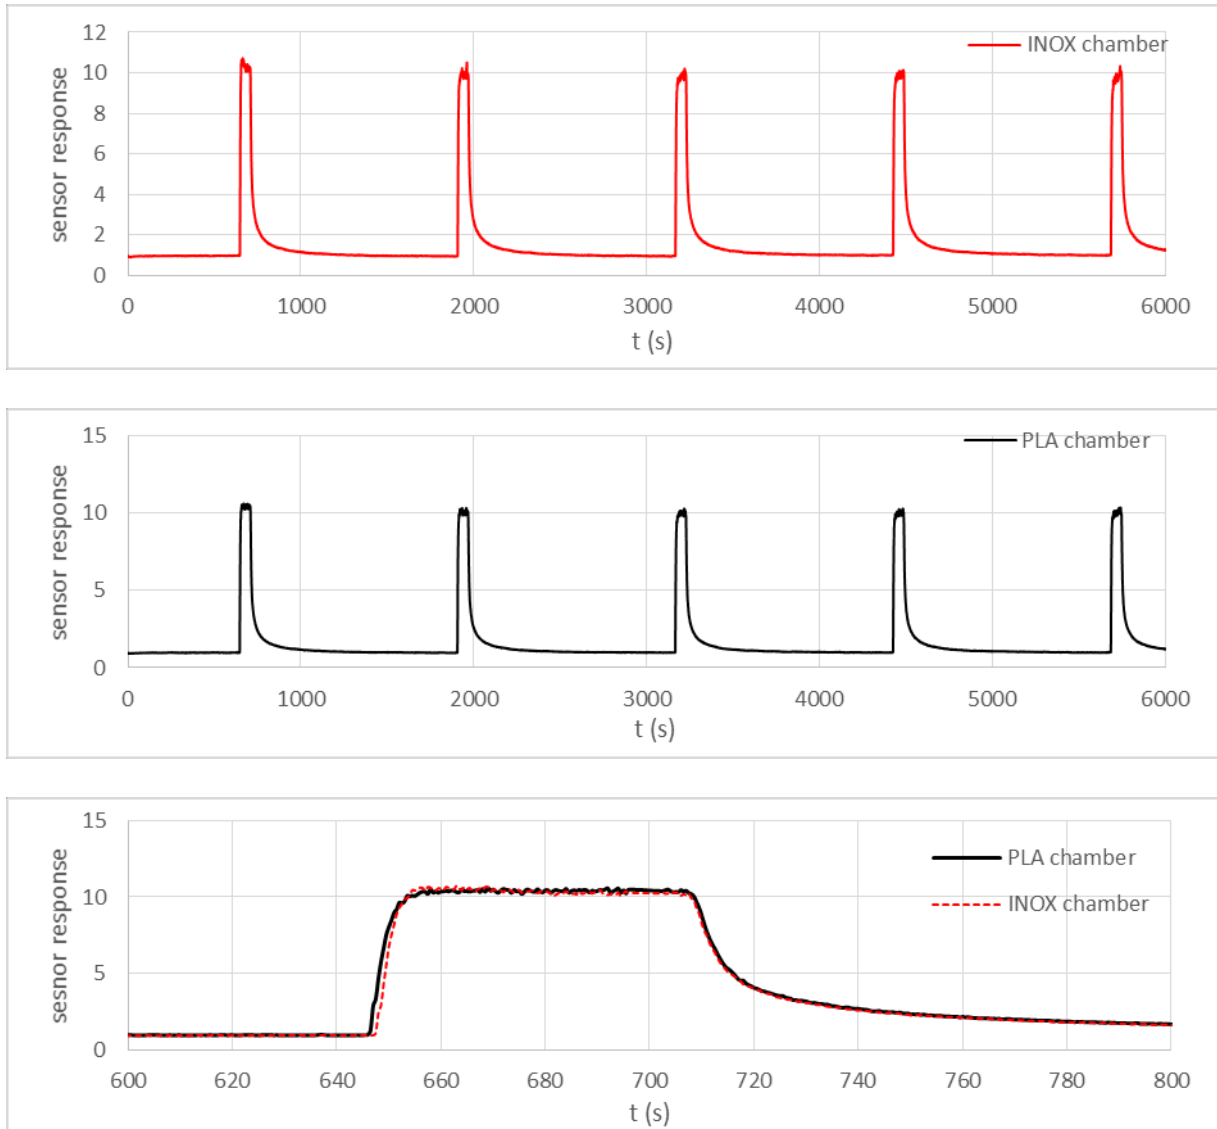 12
10
8
6
4
2
0
sensor response
INOX chamber
0 1000 2000 3000 4000 5000 6000
t (s)
15
10
5
0
sensor response
PLA chamber
0 1000 2000 3000 4000 5000 6000
t (s)
15
10
5
0
sesnor response
PLA chamber
INOX chamber
600 620 640 660 680 700 720 740 760 780 800
t (s)